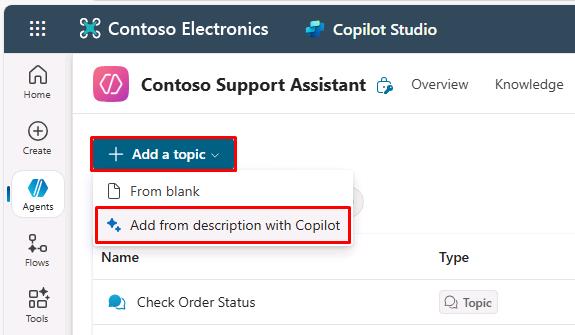 Contoso Electronics Copilot Studio
Home
Create
Agents
Flows
Tools
Contoso Support Assistant Overview Knowledge
Add a topic
From blank
Add from description with Copilot
Name Type
Check Order Status Topic